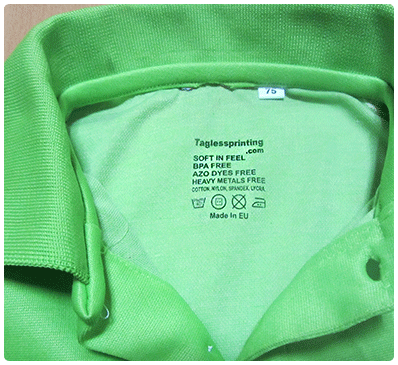 75
Taglessprinting
.com
SOFT IN FEEL
BPA FREE
AZO DYES FREE
HEAVY METALS FREE
COTTON, NYLON, SPANDEX, LYCRA,
Made In EU